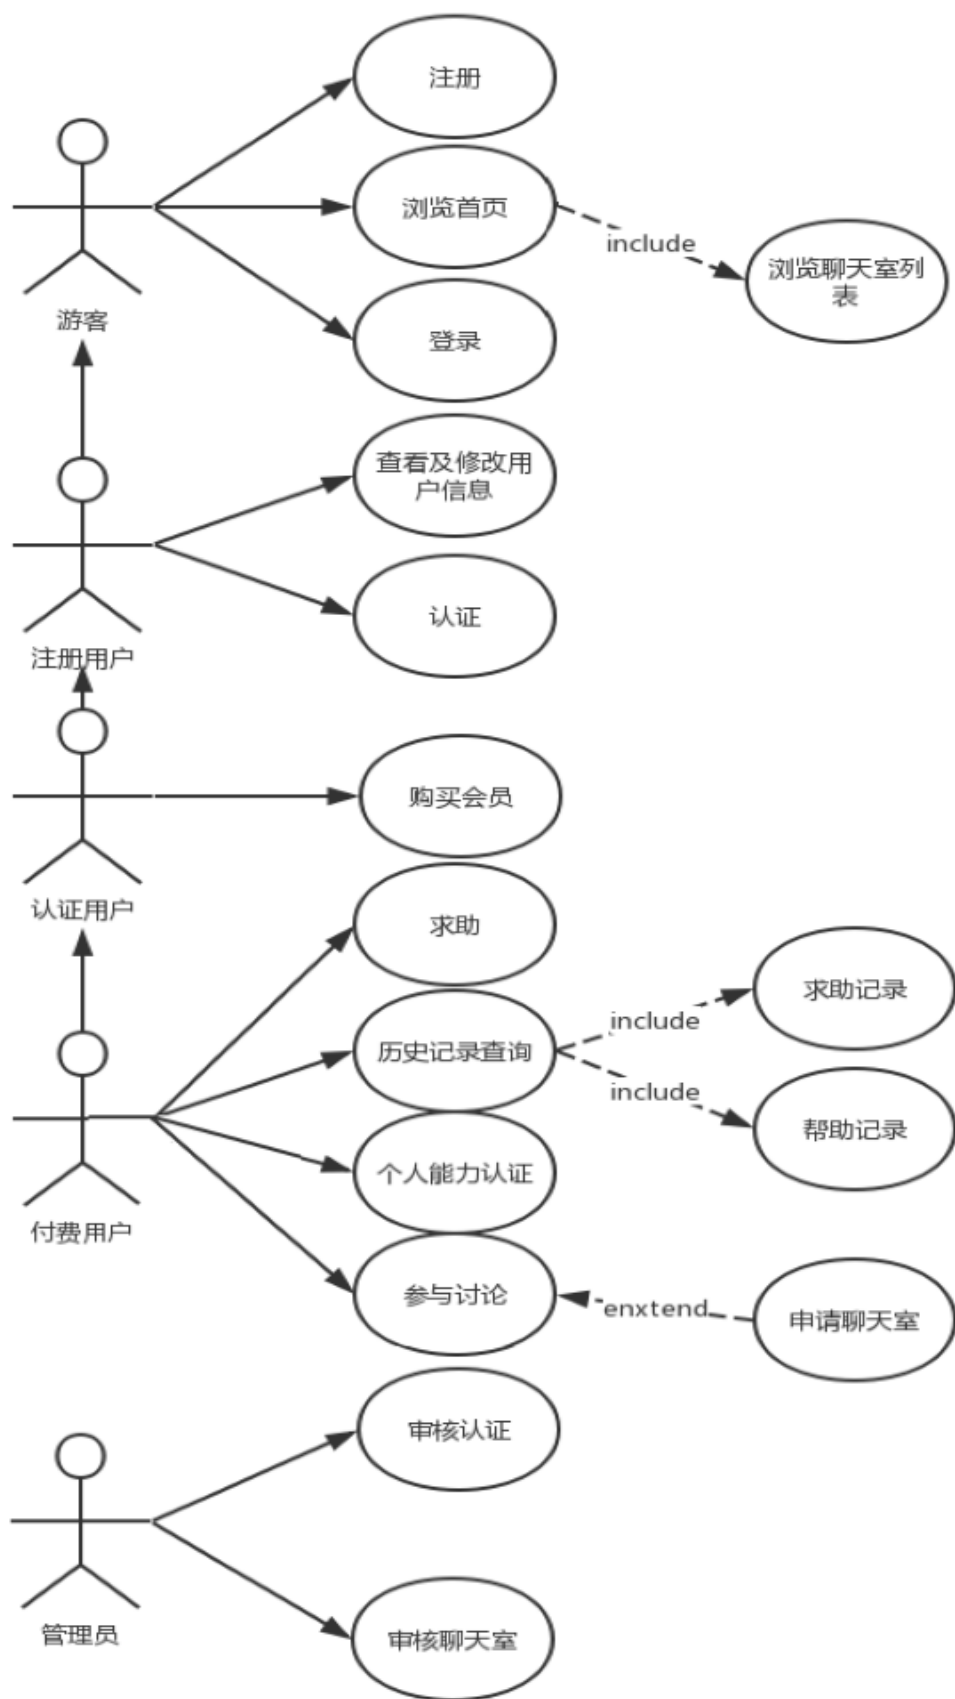 注册
浏览首页
include
浏览聊天室列
表
游客
登录
查看及修改用
户信息
认证
注册用户
购买会员
认证用户
求助
历史记录查询
include
求助记录
include
帮助记录
个人能力认证
付费用户
参与讨论
enxtend
申请聊天室
审核认证
管理员
审核聊天室